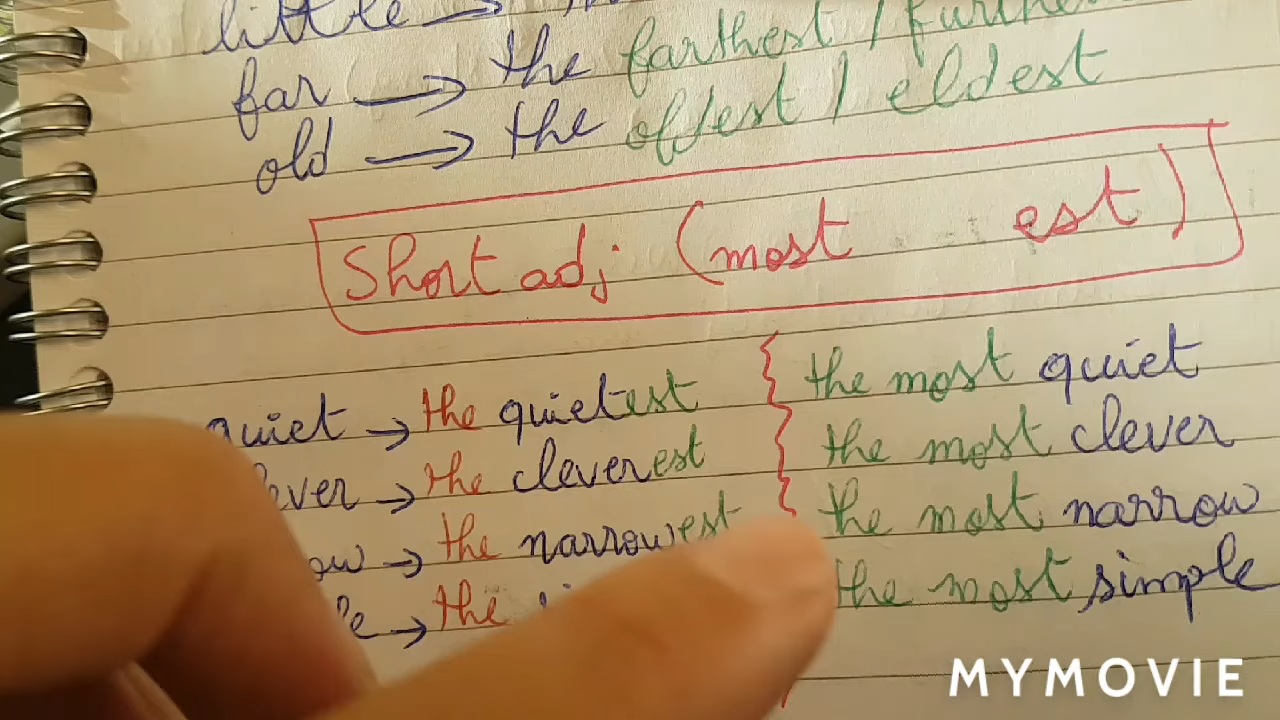 little →
far → the farthest /
old → the oldest / eldest
Short adj (most est)
quiet → the quietest { the most quiet
→ the cleverest { the most clever
→ the narrowest { the most narrow
→ the the most simple
MYMOVIE